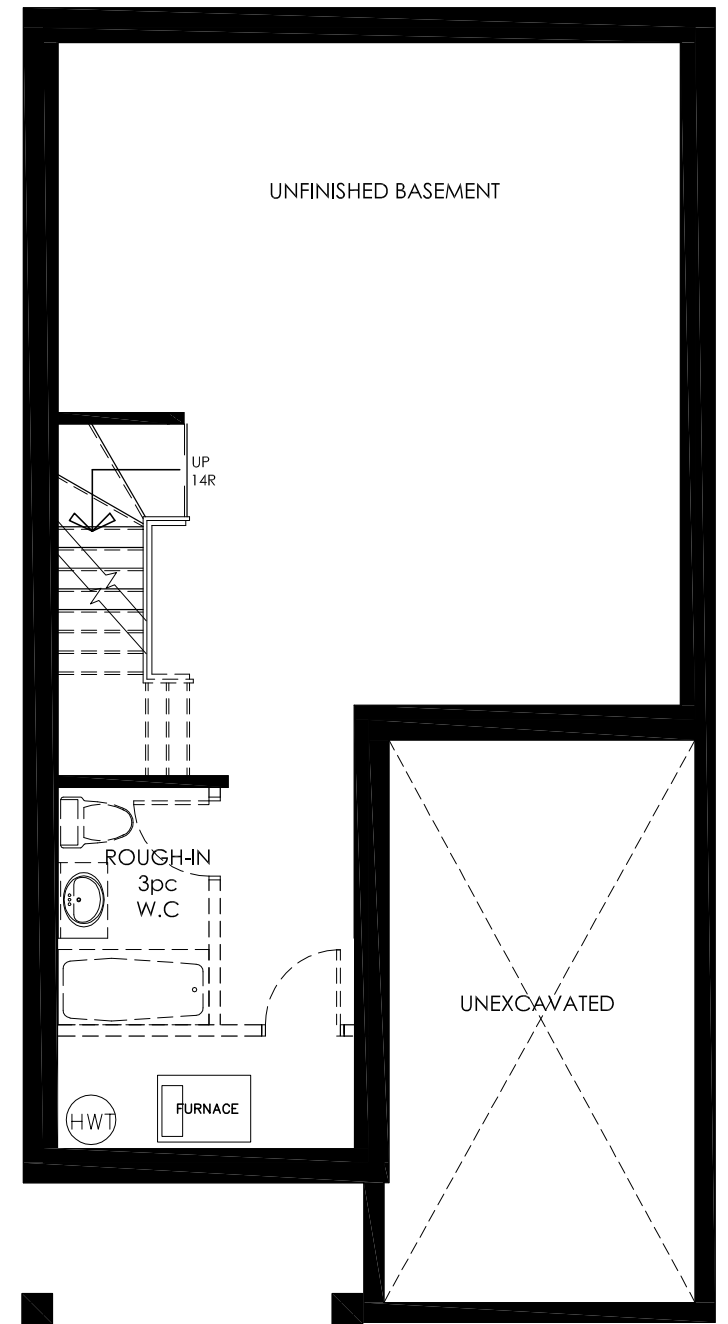 UNFINISHED BASEMENT
UP
14R
ROUGH-IN
3pc
W.C
UNEXCAVATED
HWT
FURNACE